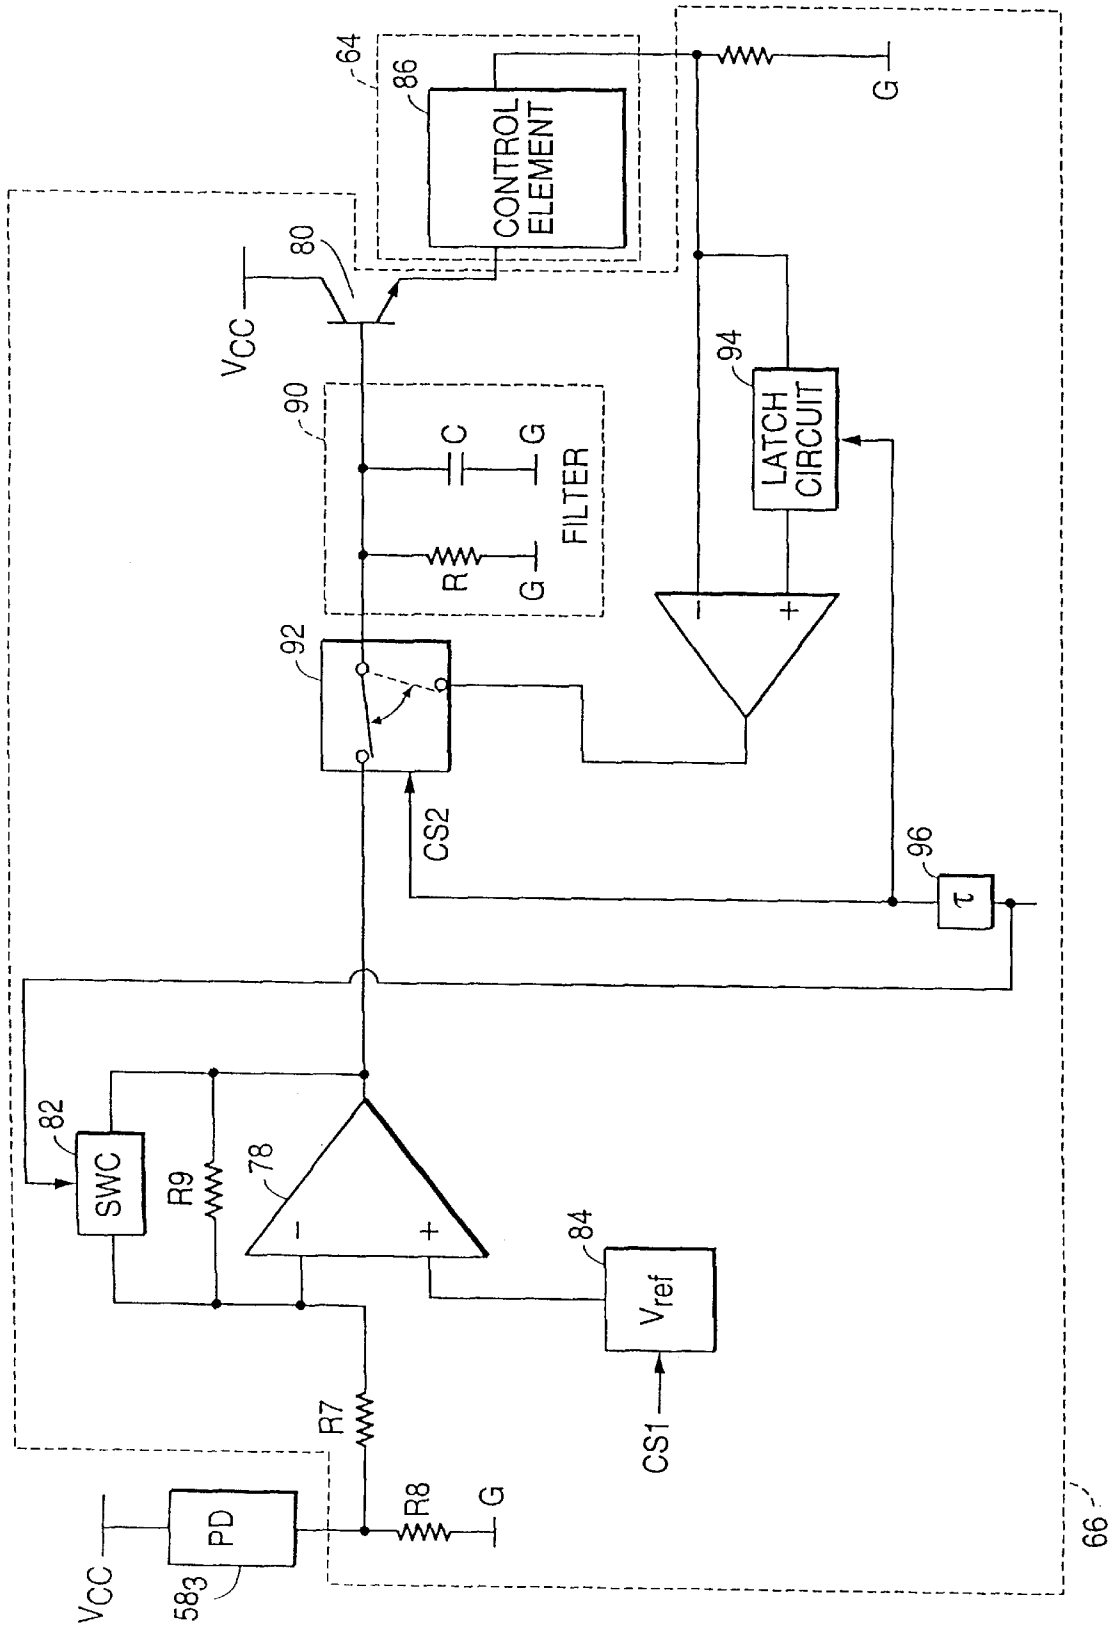 VCC
PD
583
R8
G
R7
SWC
82
R9
78
−
+
Vref
84
CS1
CS2
92
90
R
G
C
G
FILTER
VCC
80
64
86
CONTROL
ELEMENT
G
94
LATCH
CIRCUIT
−
+
96
τ
66